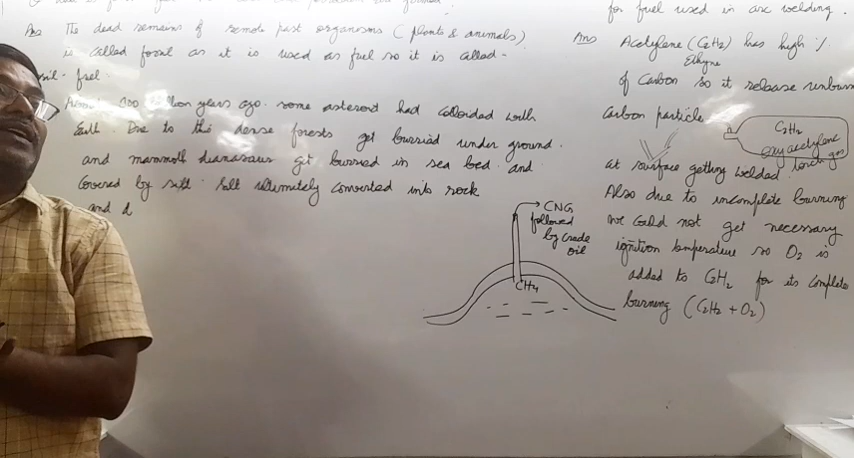 for fuel used in arc welding.
Ans The dead remains of remote past organisms (plants & animals)
is called fossil as it is used as fuel so it is called
fuel.
years ago some asteroid had colloided with
Earth. Due to this dense forests get burried under ground.
and mammoth get burried in sea bed and
Covered by silt. Silt ultimately converted into rock
and d
CNG
followed
by crude
oil
CH4
Ans Acetylene (C2H2) has high %
Ethyne
of Carbon so it release unburn
Carbon particle
C2H2
oxy acetylene
torch gas
at surface getting welded.
Also due to incomplete burning
we could not get necessary
ignition temperature so O2 is
added to C2H2 for its complete
burning (C2H2 + O2)